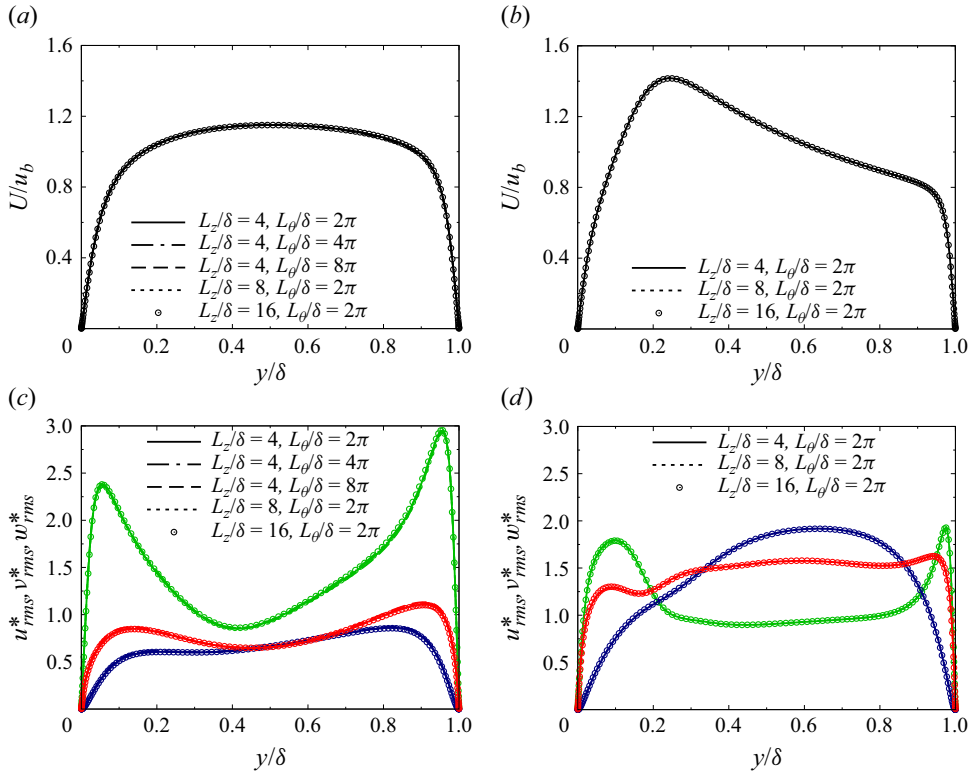 (a)
1.6
1.2
0.8
0.4
U/u_b
L_z/δ = 4, L_θ/δ = 2π
L_z/δ = 4, L_θ/δ = 4π
L_z/δ = 4, L_θ/δ = 8π
L_z/δ = 8, L_θ/δ = 2π
L_z/δ = 16, L_θ/δ = 2π
0 0.2 0.4 0.6 0.8 1.0
y/δ
(b)
1.6
1.2
0.8
0.4
U/u_b
L_z/δ = 4, L_θ/δ = 2π
L_z/δ = 8, L_θ/δ = 2π
L_z/δ = 16, L_θ/δ = 2π
0 0.2 0.4 0.6 0.8 1.0
y/δ
(c)
3.0
2.5
2.0
1.5
1.0
0.5
u*_rms, v*_rms, w*_rms
L_z/δ = 4, L_θ/δ = 2π
L_z/δ = 4, L_θ/δ = 4π
L_z/δ = 4, L_θ/δ = 8π
L_z/δ = 8, L_θ/δ = 2π
L_z/δ = 16, L_θ/δ = 2π
0 0.2 0.4 0.6 0.8 1.0
y/δ
(d)
3.0
2.5
2.0
1.5
1.0
0.5
u*_rms, v*_rms, w*_rms
L_z/δ = 4, L_θ/δ = 2π
L_z/δ = 8, L_θ/δ = 2π
L_z/δ = 16, L_θ/δ = 2π
0 0.2 0.4 0.6 0.8 1.0
y/δ